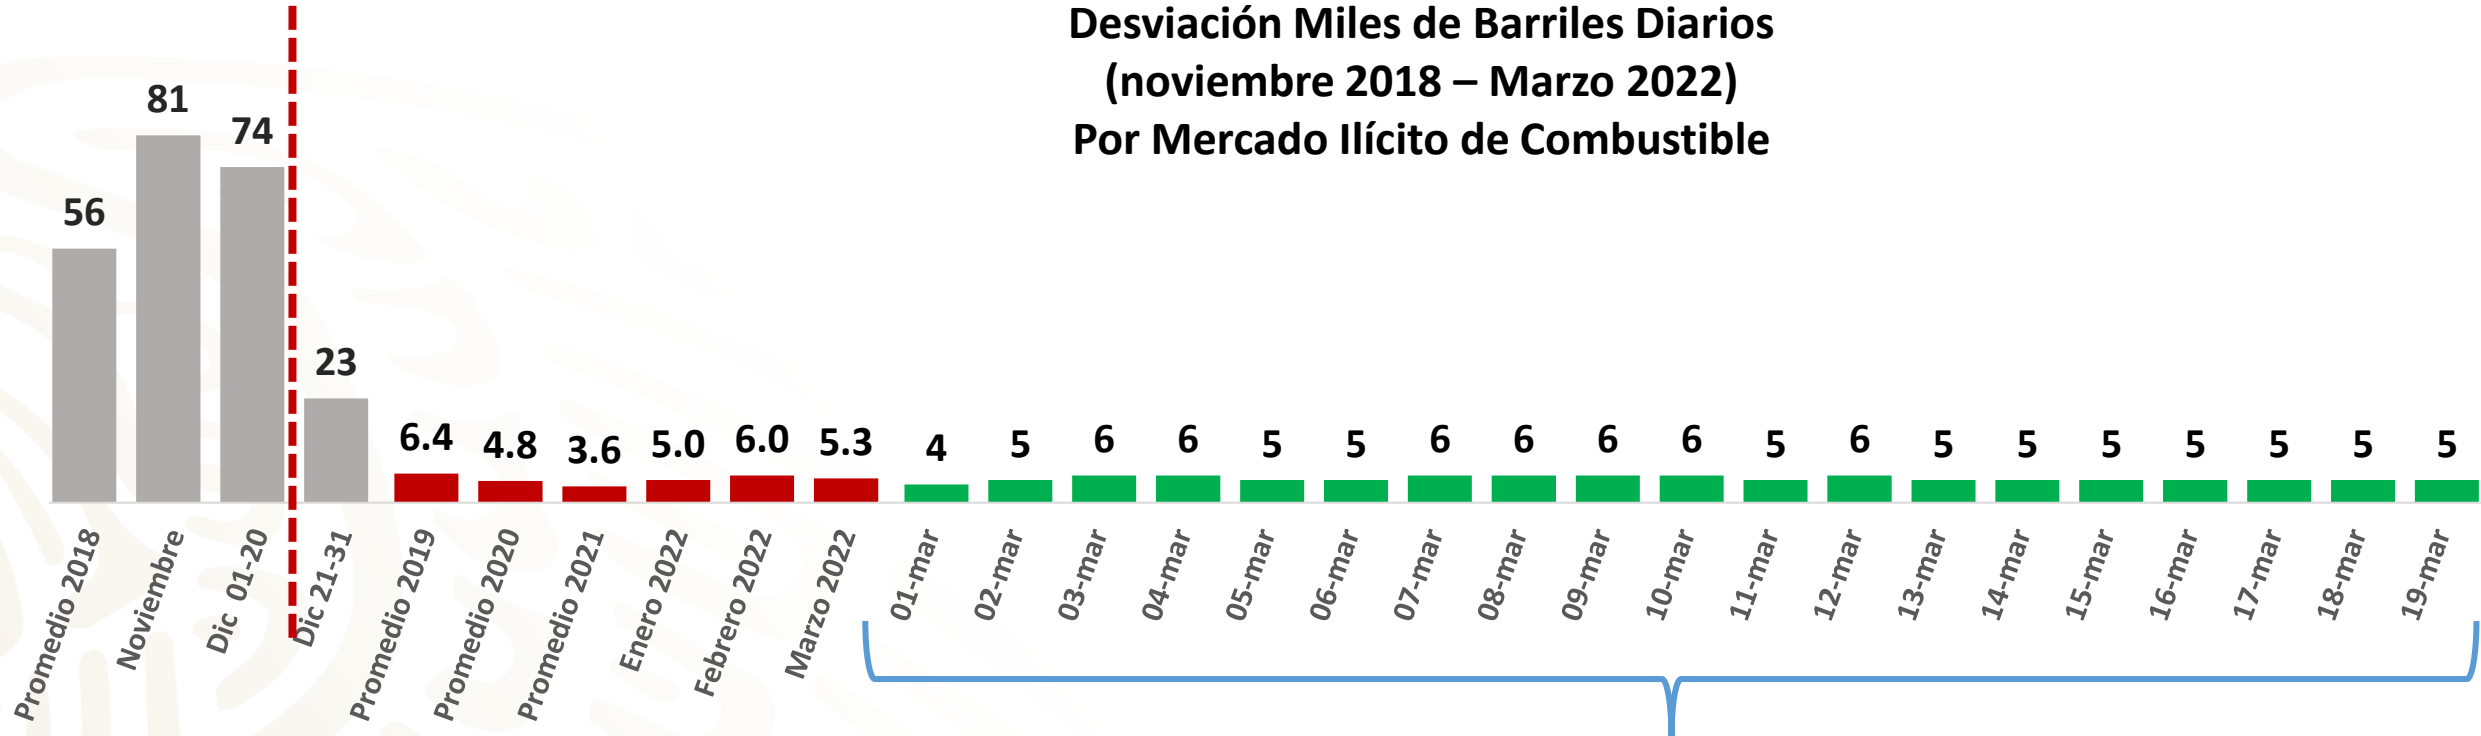 Desviación Miles de Barriles Diarios
(noviembre 2018 – Marzo 2022)
Por Mercado Ilícito de Combustible
56
81
74
23
6.4
4.8
3.6
5.0
6.0
5.3
4
5
6
6
5
5
6
6
6
6
5
6
5
5
5
5
5
5
5
Promedio 2018
Noviembre
Dic 01-20
Dic 21-31
Promedio 2019
Promedio 2020
Promedio 2021
Enero 2022
Febrero 2022
Marzo 2022
01-mar
02-mar
03-mar
04-mar
05-mar
06-mar
07-mar
08-mar
09-mar
10-mar
11-mar
12-mar
13-mar
14-mar
15-mar
16-mar
17-mar
18-mar
19-mar